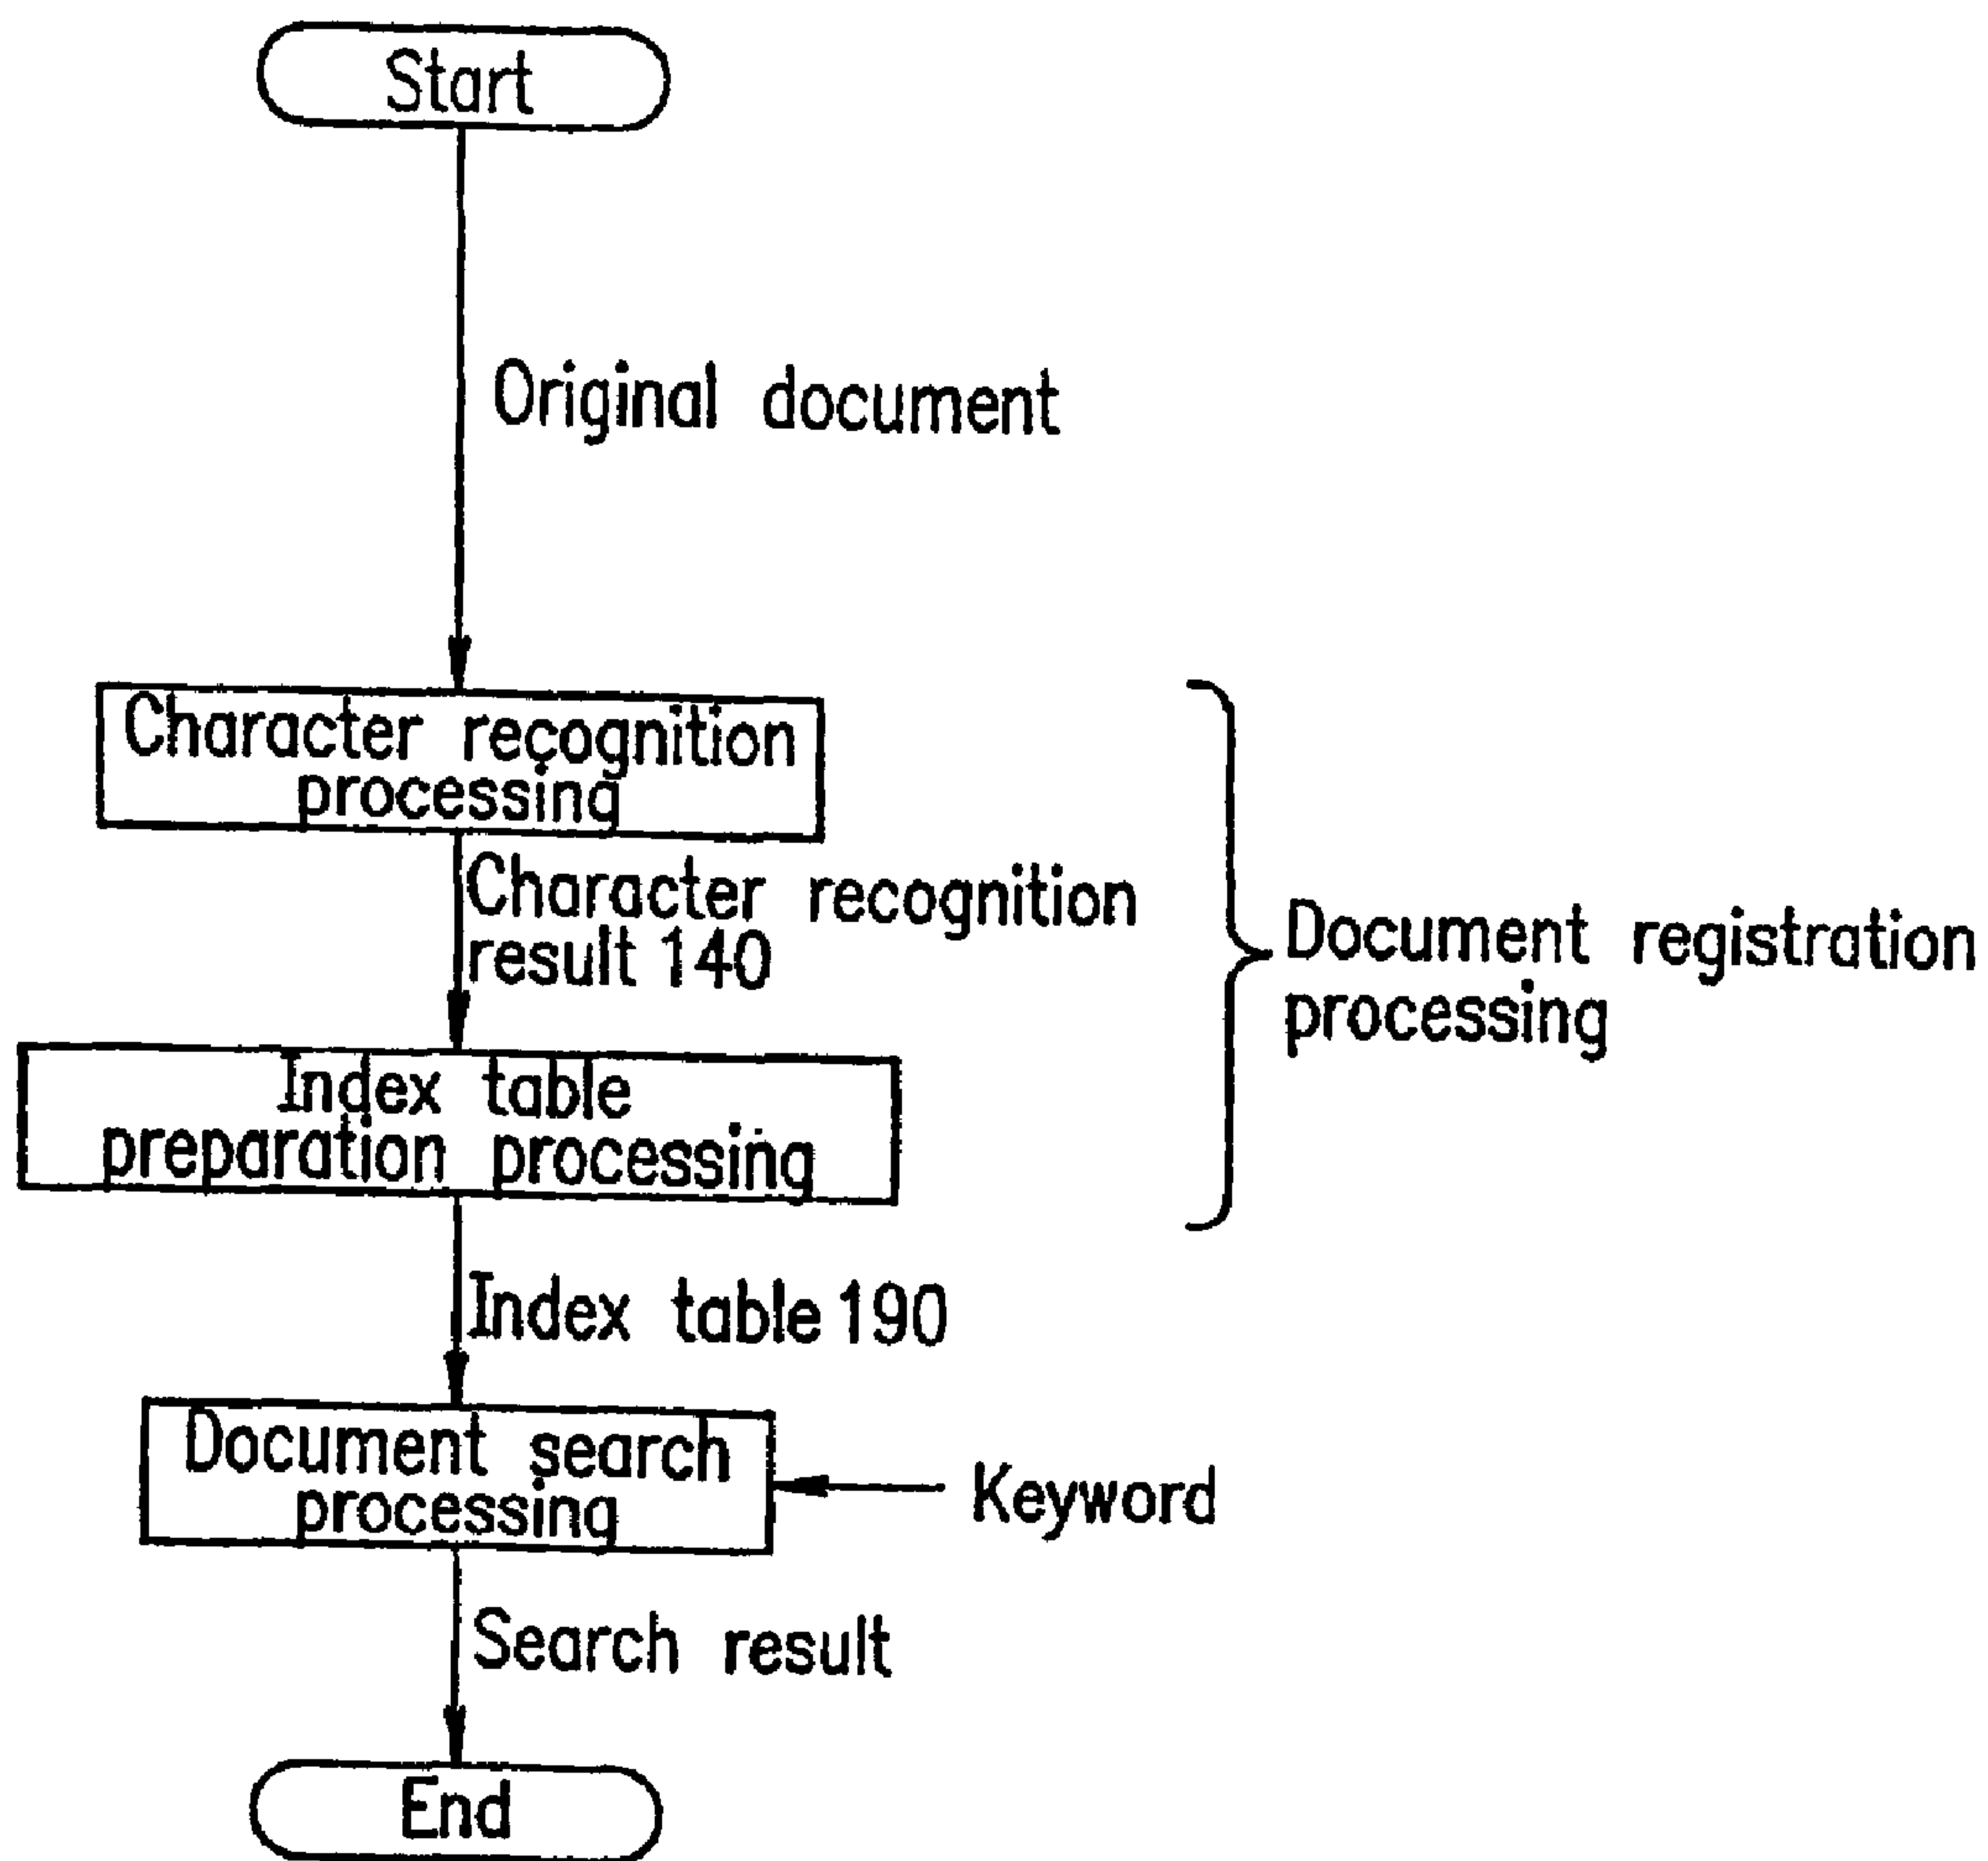 Start
Original document
Character recognition
processing
Character recognition
result 140
Document registration
processing
Index table
preparation processing
Index table 190
Document search
processing
Keyword
Search result
End